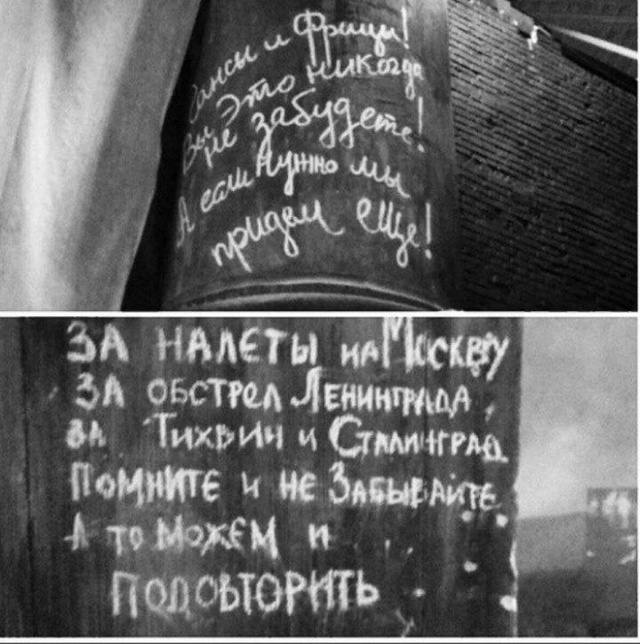 Гансы и Фрицы!
Вы это никогда
не забудете!
А если нужно мы
придем еще!
ЗА НАЛЕТЫ НА МОСКВУ
ЗА ОБСТРЕЛ ЛЕНИНГРАДА,
ЗА ТИХВИН И СТАЛИНГРАД
ПОМНИТЕ И НЕ ЗАБЫВАЙТЕ
А ТО МОЖЕМ И
ПОДОВТОРИТЬ